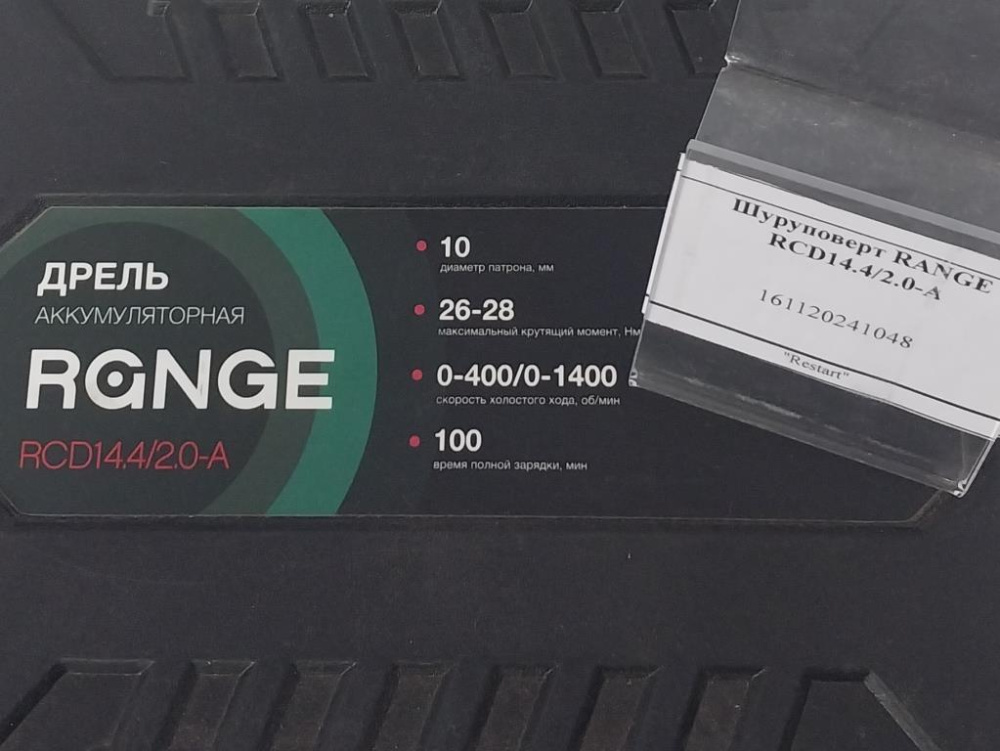 ДРЕЛЬ
АККУМУЛЯТОРНАЯ
RANGE
RCD14.4/2.0-A
10
диаметр патрона, мм
26-28
максимальный крутящий момент, Нм
0-400/0-1400
скорость холостого хода, об/мин
100
время полной зарядки, мин
Шуруповерт RANGE
RCD14.4/2.0-A
161120241048
"Restart"